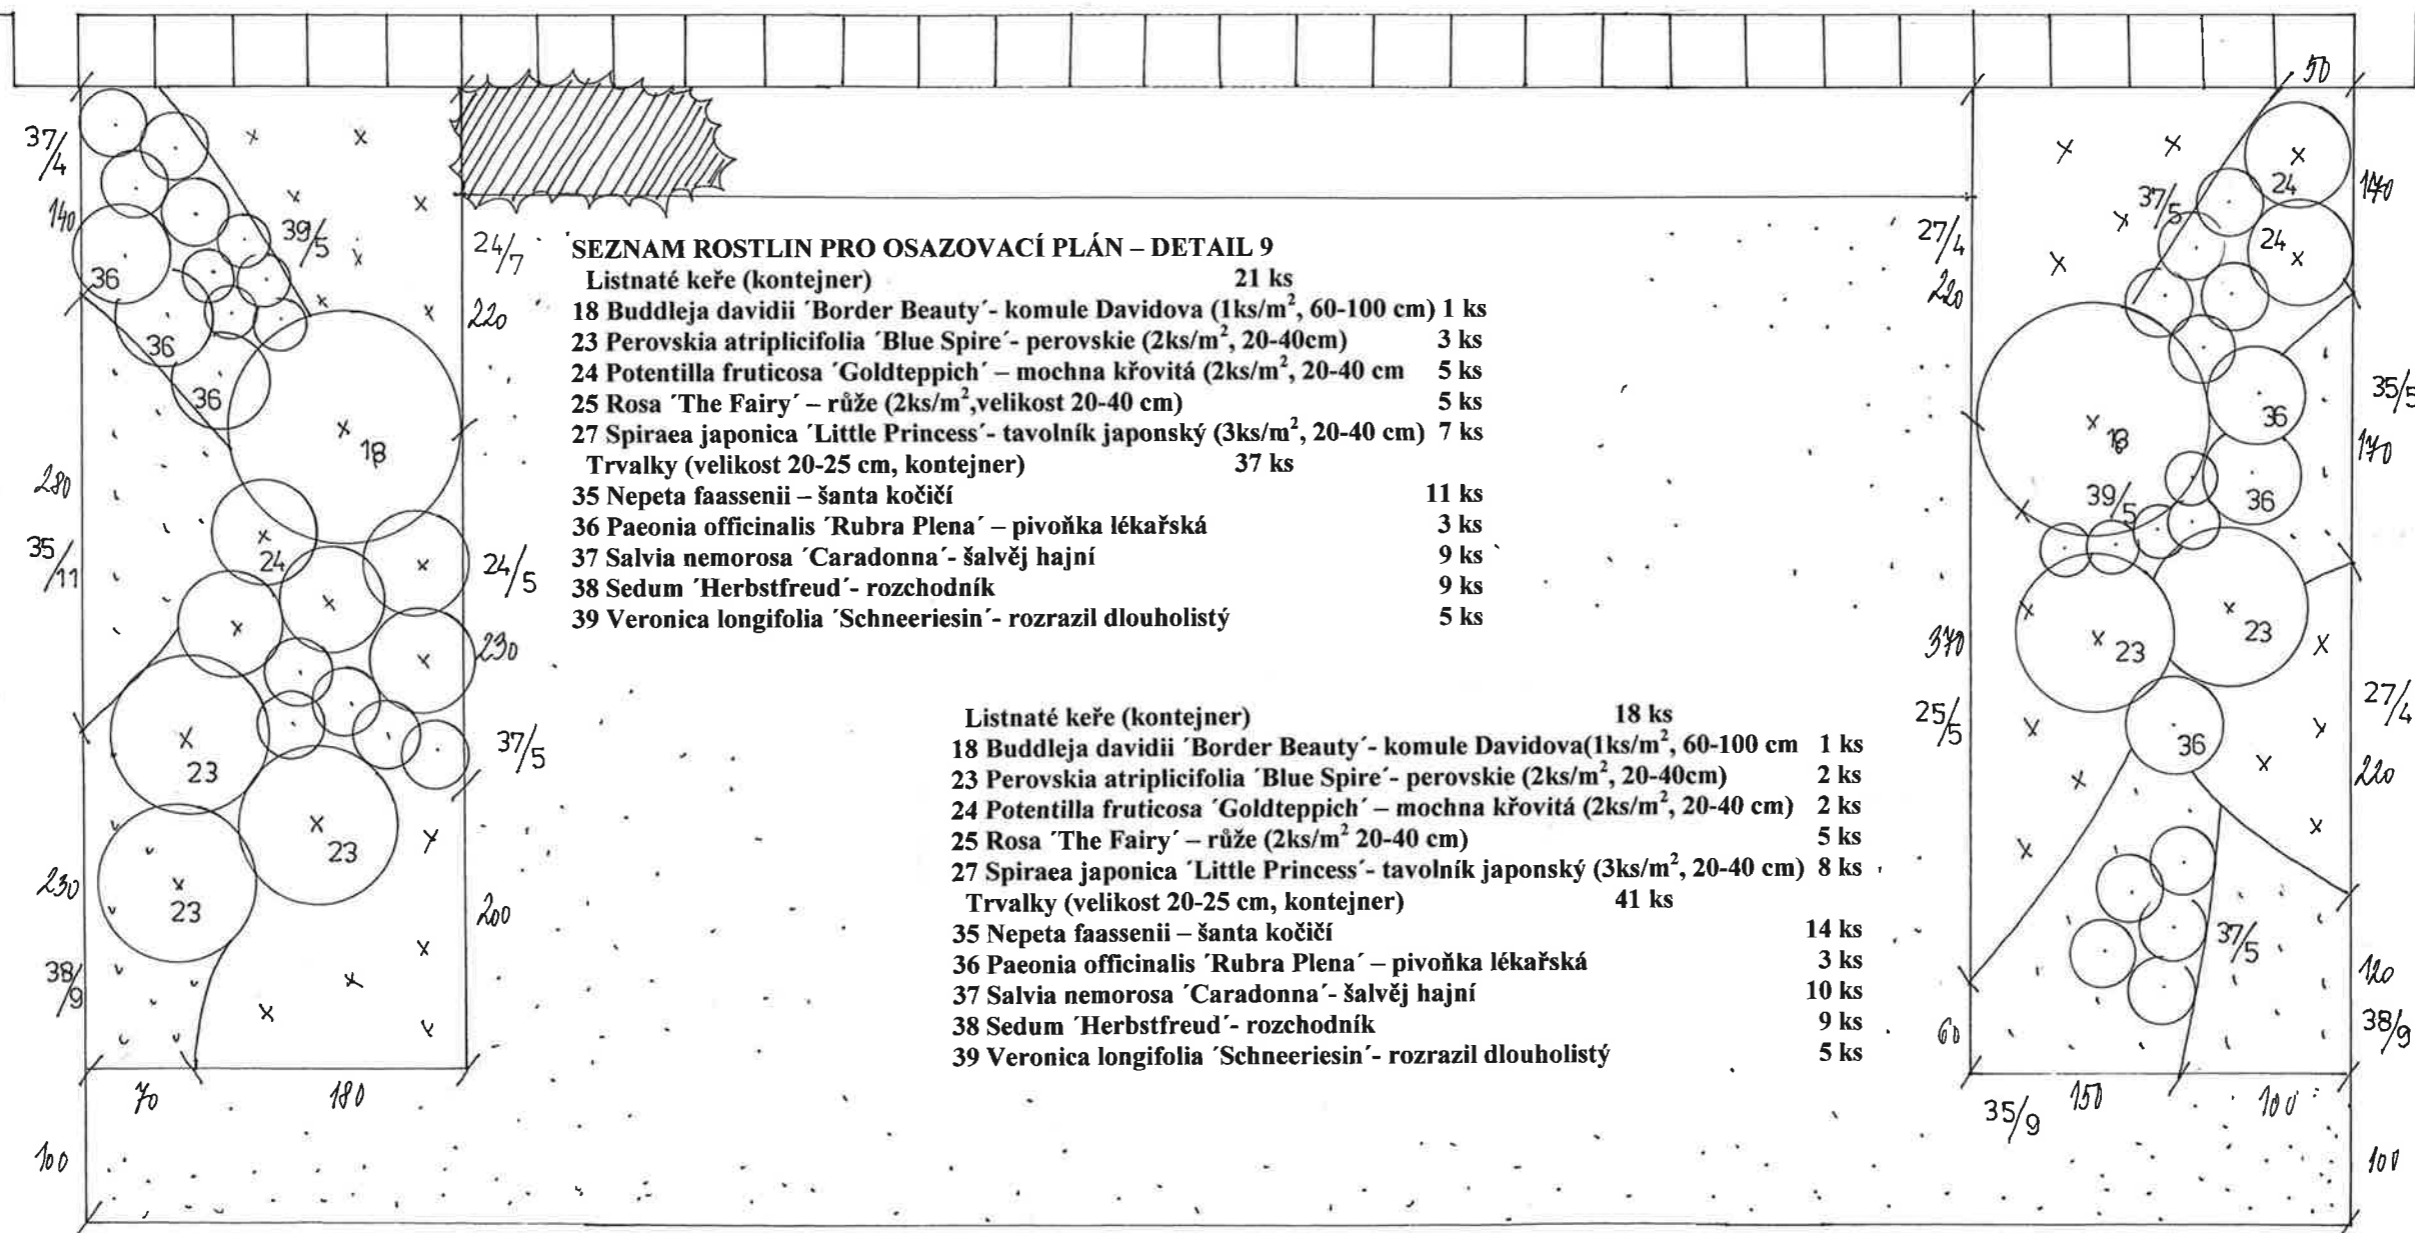 50
37/4
140
36
36
36
39/5
24/7
220
18
280
35/11
24
24/5
230
37/5
23
23
23
230
38/9
200
70
180
100
SEZNAM ROSTLIN PRO OSAZOVACÍ PLÁN – DETAIL 9
Listnaté keře (kontejner) 21 ks
18 Buddleja davidii ´Border Beauty´- komule Davidova (1ks/m², 60-100 cm) 1 ks
23 Perovskia atriplicifolia ´Blue Spire´- perovskie (2ks/m², 20-40cm) 3 ks
24 Potentilla fruticosa ´Goldteppich´ – mochna křovitá (2ks/m², 20-40 cm 5 ks
25 Rosa ´The Fairy´ – růže (2ks/m²,velikost 20-40 cm) 5 ks
27 Spiraea japonica ´Little Princess´- tavolník japonský (3ks/m², 20-40 cm) 7 ks
Trvalky (velikost 20-25 cm, kontejner) 37 ks
35 Nepeta faassenii – šanta kočičí 11 ks
36 Paeonia officinalis ´Rubra Plena´ – pivoňka lékařská 3 ks
37 Salvia nemorosa ´Caradonna´- šalvěj hajní 9 ks
38 Sedum ´Herbstfreud´- rozchodník 9 ks
39 Veronica longifolia ´Schneeriesin´- rozrazil dlouholistý 5 ks
Listnaté keře (kontejner) 18 ks
18 Buddleja davidii ´Border Beauty´- komule Davidova(1ks/m², 60-100 cm 1 ks
23 Perovskia atriplicifolia ´Blue Spire´- perovskie (2ks/m², 20-40cm) 2 ks
24 Potentilla fruticosa ´Goldteppich´ – mochna křovitá (2ks/m², 20-40 cm) 2 ks
25 Rosa ´The Fairy´ – růže (2ks/m² 20-40 cm) 5 ks
27 Spiraea japonica ´Little Princess´- tavolník japonský (3ks/m², 20-40 cm) 8 ks
Trvalky (velikost 20-25 cm, kontejner) 41 ks
35 Nepeta faassenii – šanta kočičí 14 ks
36 Paeonia officinalis ´Rubra Plena´ – pivoňka lékařská 3 ks
37 Salvia nemorosa ´Caradonna´- šalvěj hajní 10 ks
38 Sedum ´Herbstfreud´- rozchodník 9 ks
39 Veronica longifolia ´Schneeriesin´- rozrazil dlouholistý 5 ks
27/4
220
37/5
24
24
18
36
36
35/5
170
39/5
370
23
23
25/5
36
27/4
220
37/5
120
38/9
60
35/9
150
100
100